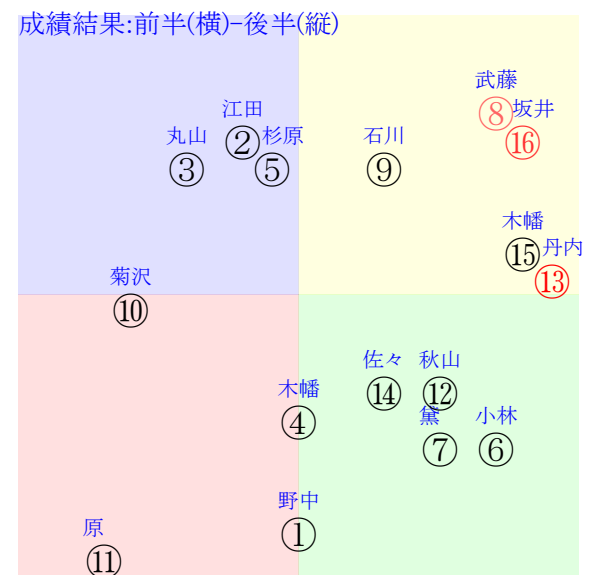 成績結果:前半(横)-後半(縦)
武藤
⑧
坂井
⑯
江田
②
丸山
③
杉原
⑤
石川
⑨
木幡
⑮
丹内
⑬
菊沢
⑩
佐々
⑭
秋山
⑫
木幡
④
黛
⑦
小林
⑥
野中
①
原
⑪